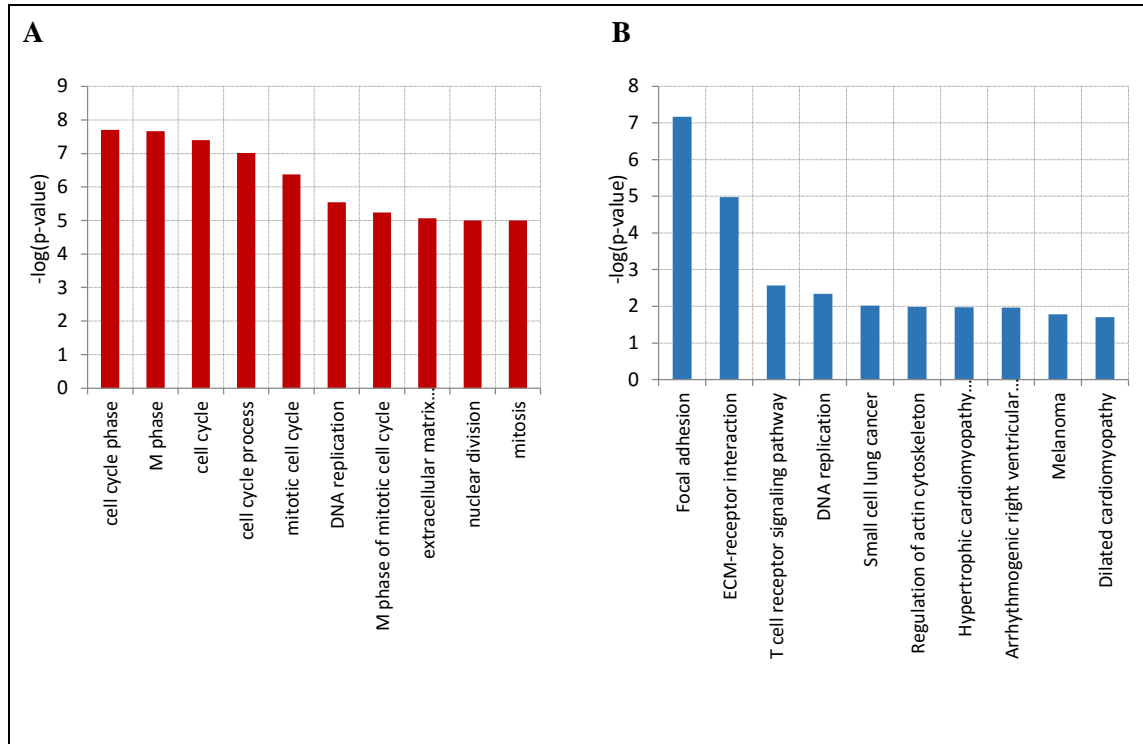 A
-log(p-value)
9
8
7
6
5
4
3
2
1
0
cell cycle phase
M phase
cell cycle
cell cycle process
mitotic cell cycle
DNA replication
M phase of mitotic cell cycle
extracellular matrix...
nuclear division
mitosis
B
-log(p-value)
8
7
6
5
4
3
2
1
0
Focal adhesion
ECM-receptor interaction
T cell receptor signaling pathway
DNA replication
Small cell lung cancer
Regulation of actin cytoskeleton
Hypertrophic cardiomyopathy...
Arrhythmogenic right ventricular...
Melanoma
Dilated cardiomyopathy